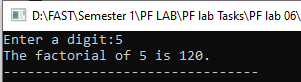 D:\FAST\Semester 1\PF LAB\PF lab Tasks\PF lab 06\
Enter a digit:5
The factorial of 5 is 120.
--------------------------------